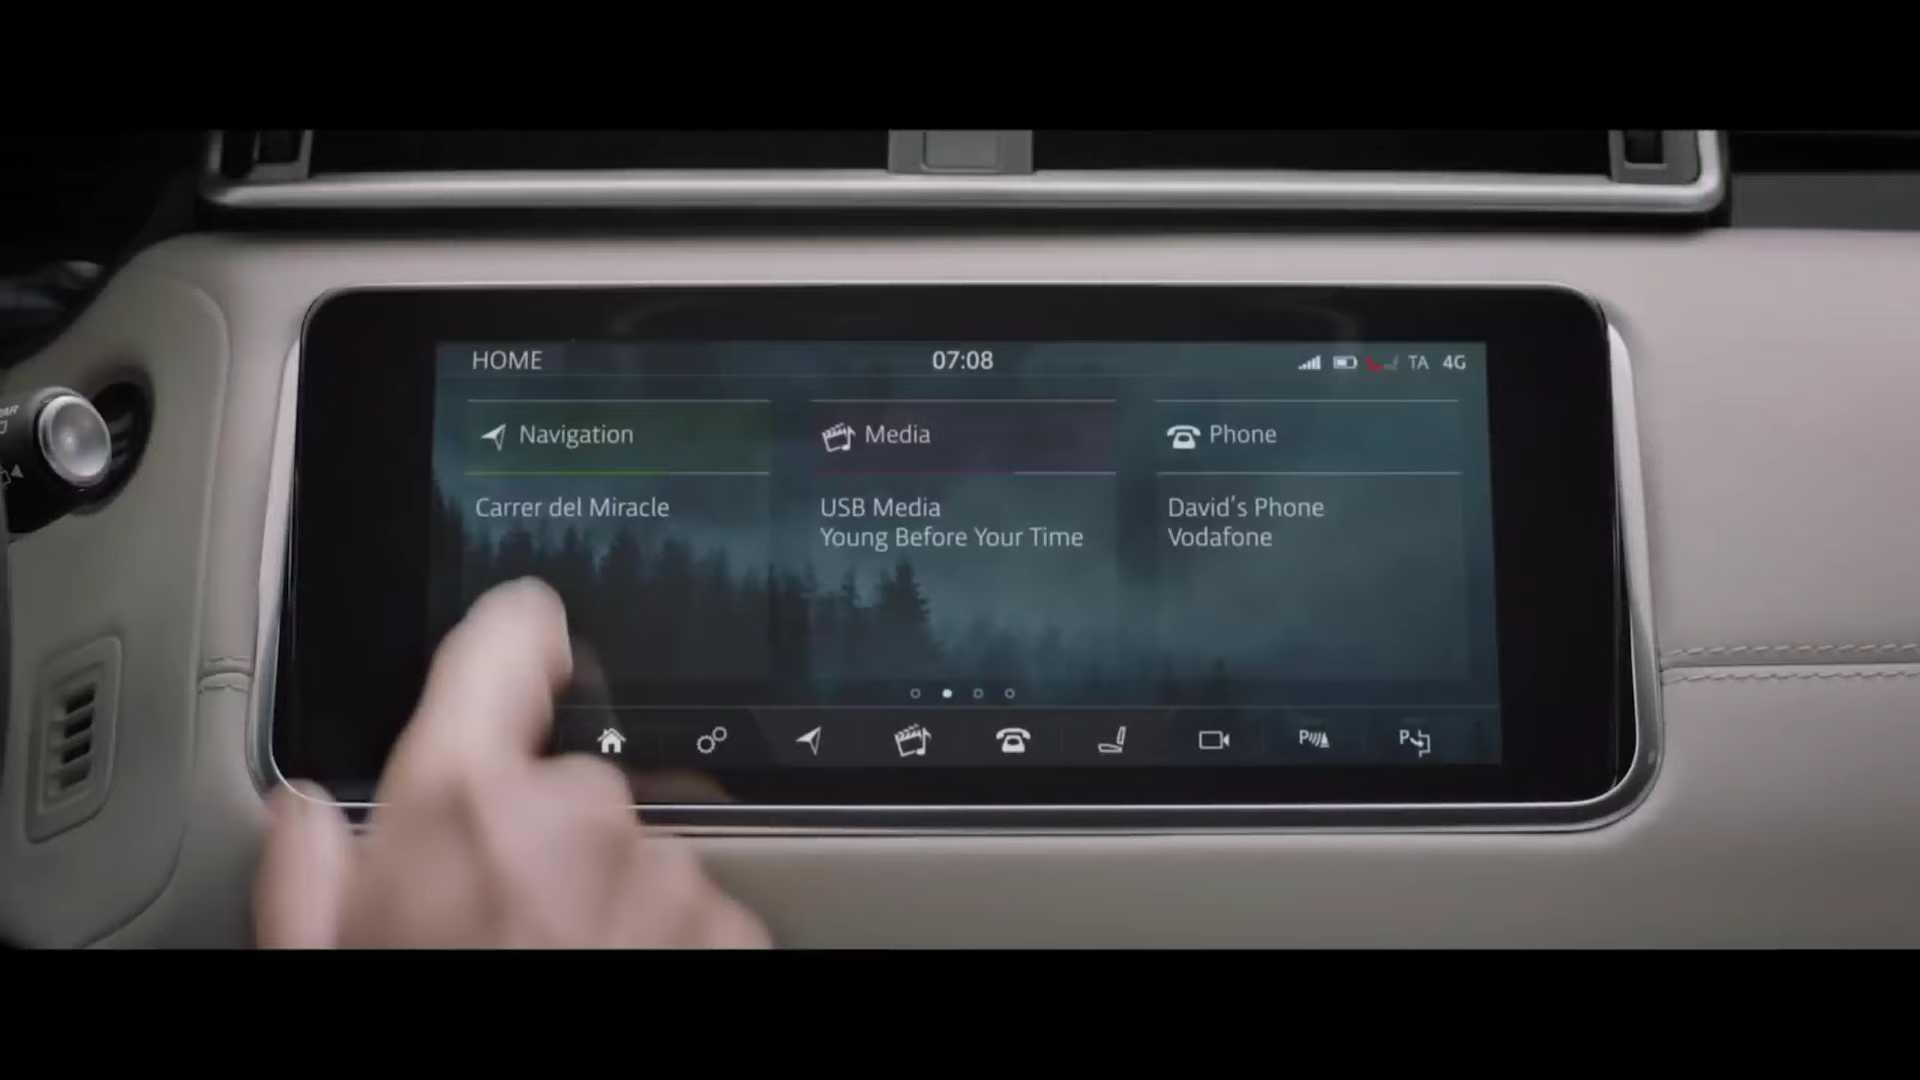 HOME 07:08 TA 4G
Navigation Media Phone
Carrer del Miracle USB Media David's Phone
Young Before Your Time Vodafone
P P